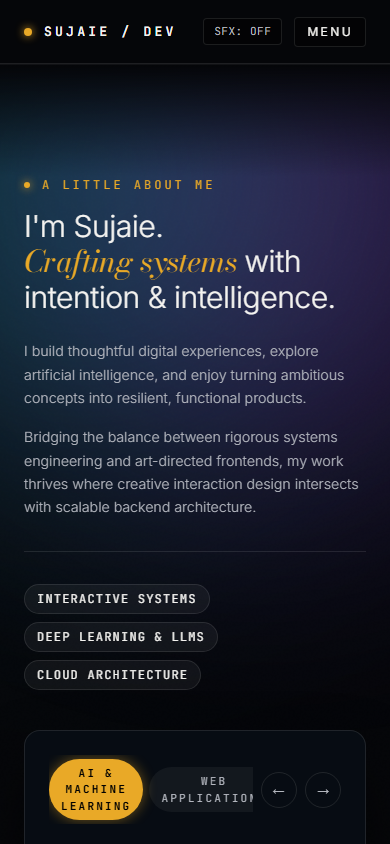 SUJAIE / DEV
SFX: OFF
MENU
A LITTLE ABOUT ME
I'm Sujaie.
Crafting systems with
intention & intelligence.
I build thoughtful digital experiences, explore
artificial intelligence, and enjoy turning ambitious
concepts into resilient, functional products.
Bridging the balance between rigorous systems
engineering and art-directed frontends, my work
thrives where creative interaction design intersects
with scalable backend architecture.
INTERACTIVE SYSTEMS
DEEP LEARNING & LLMS
CLOUD ARCHITECTURE
AI &
MACHINE
LEARNING
WEB
APPLICATION
← →